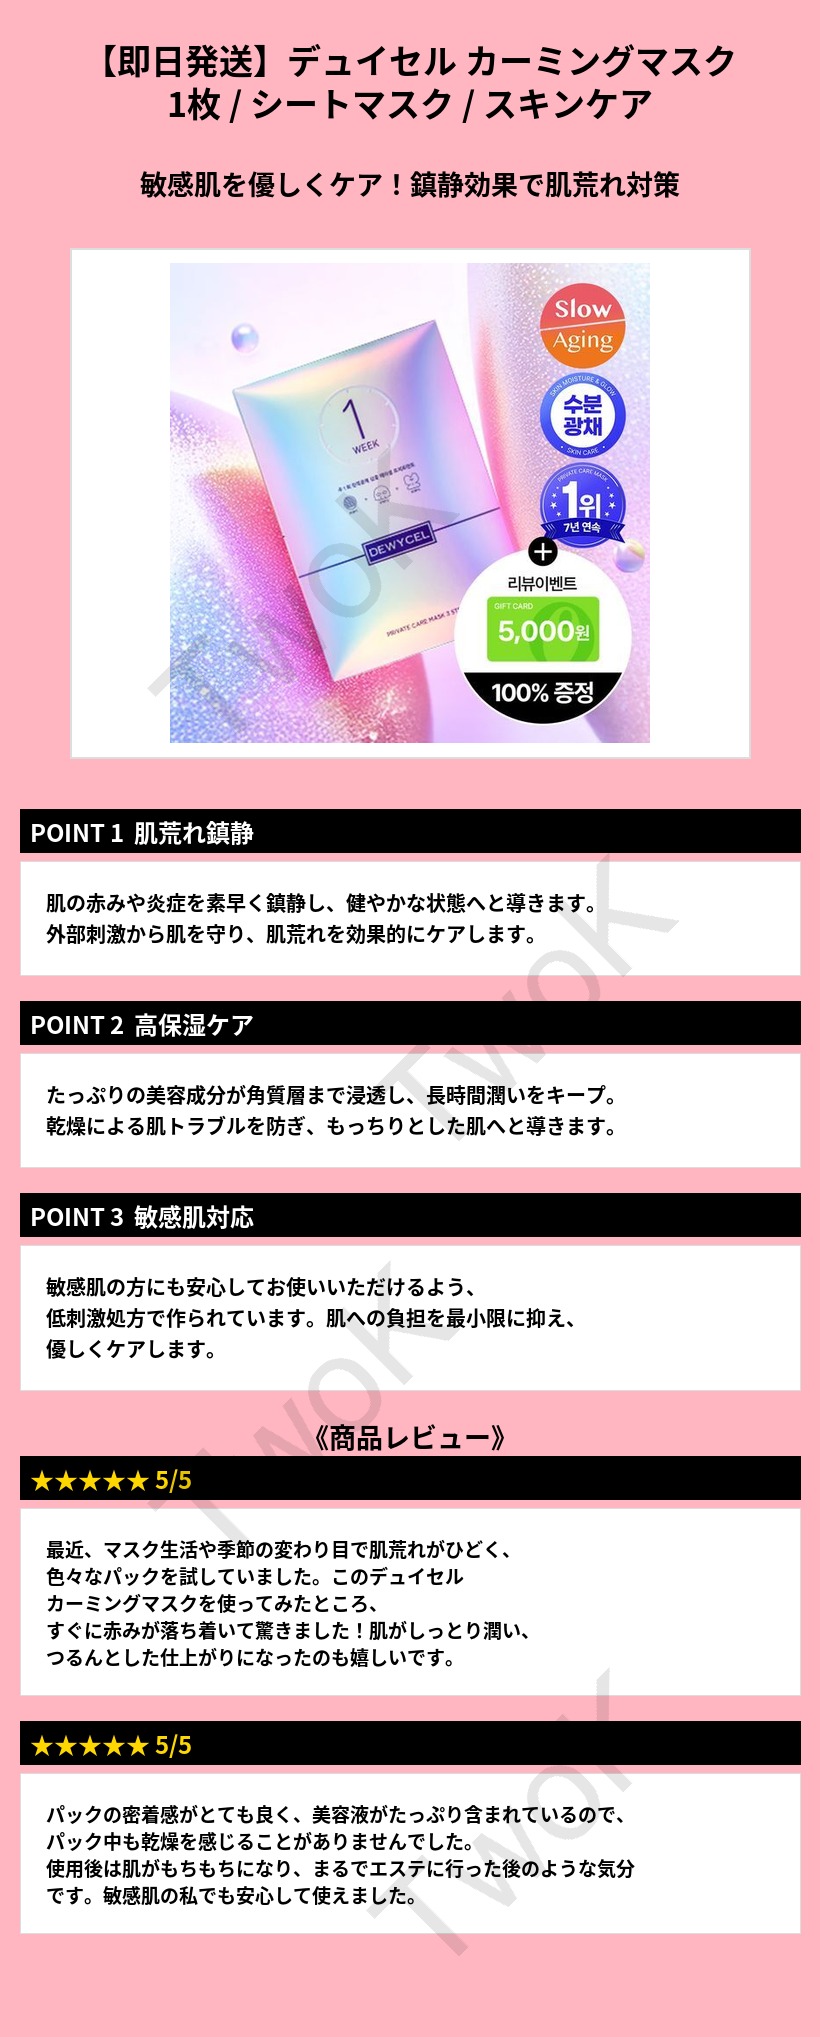 【即日発送】デュイセル カーミングマスク
1枚 / シートマスク / スキンケア
敏感肌を優しくケア！鎮静効果で肌荒れ対策
Slow
Aging
SKIN MOISTURE & GLOW
수분
광채
SKIN CARE
PRIVATE CARE MASK
1위
7년 연속
1
WEEK
DEWYCEL
PRIVATE CARE MASK 3 ST
+
리뷰이벤트
GIFT CARD
5,000원
100% 증정
POINT 1 肌荒れ鎮静
肌の赤みや炎症を素早く鎮静し、健やかな状態へと導きます。
外部刺激から肌を守り、肌荒れを効果的にケアします。
POINT 2 高保湿ケア
たっぷりの美容成分が角質層まで浸透し、長時間潤いをキープ。
乾燥による肌トラブルを防ぎ、もっちりとした肌へと導きます。
POINT 3 敏感肌対応
敏感肌の方にも安心してお使いいただけるよう、
低刺激処方で作られています。肌への負担を最小限に抑え、
優しくケアします。
《商品レビュー》
★★★★★ 5/5
最近、マスク生活や季節の変わり目で肌荒れがひどく、
色々なパックを試していました。このデュイセル
カーミングマスクを使ってみたところ、
すぐに赤みが落ち着いて驚きました！肌がしっとり潤い、
つるんとした仕上がりになったのも嬉しいです。
★★★★★ 5/5
パックの密着感がとても良く、美容液がたっぷり含まれているので、
パック中も乾燥を感じることがありませんでした。
使用後は肌がもちもちになり、まるでエステに行った後のような気分
です。敏感肌の私でも安心して使えました。
TwoK
TwoK
TwoK
TwoK